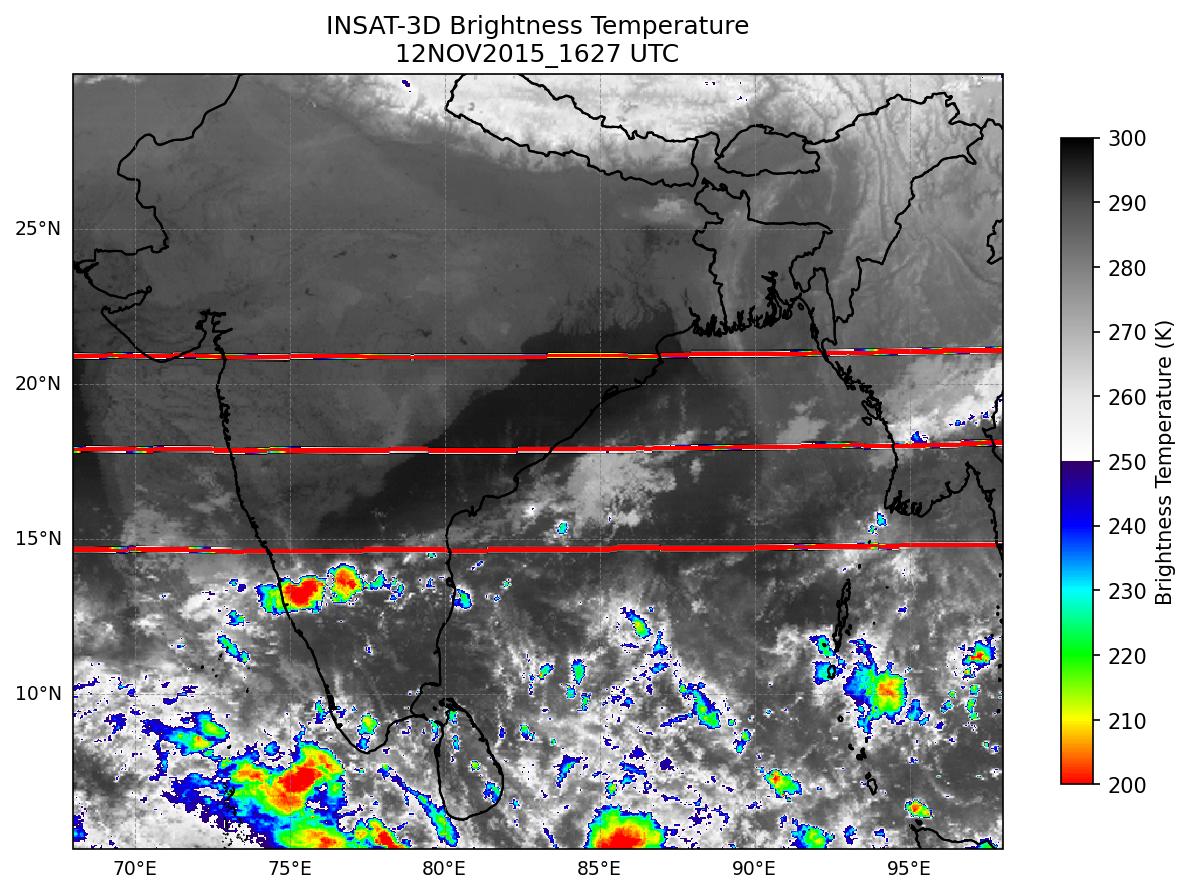 INSAT-3D Brightness Temperature
12NOV2015_1627 UTC
25°N
20°N
15°N
10°N
70°E
75°E
80°E
85°E
90°E
95°E
300
290
280
270
260
250
240
230
220
210
200
Brightness Temperature (K)